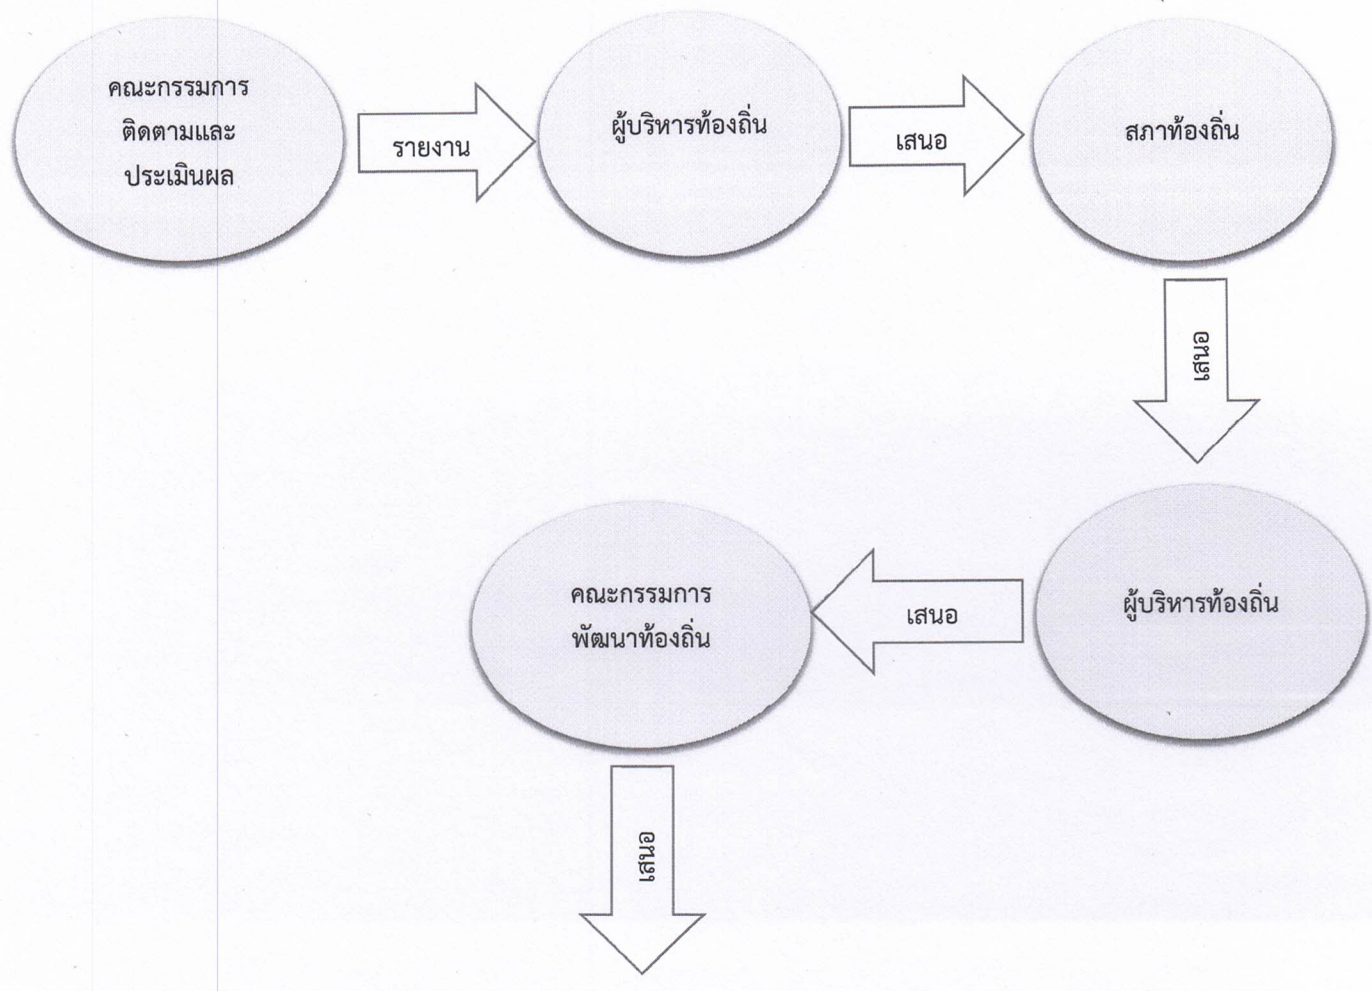 คณะกรรมการ
ติดตามและ
ประเมินผล
รายงาน
ผู้บริหารท้องถิ่น
เสนอ
สภาท้องถิ่น
เสนอ
ผู้บริหารท้องถิ่น
เสนอ
คณะกรรมการ
พัฒนาท้องถิ่น
เสนอ